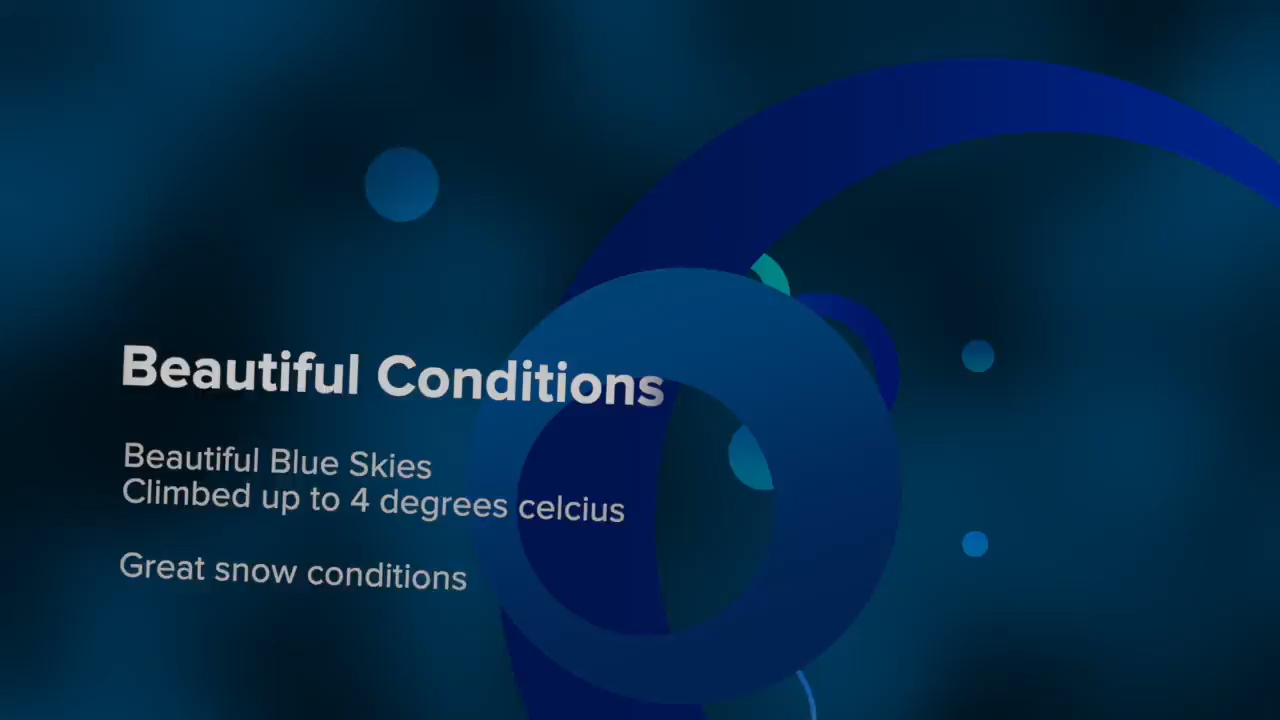 Beautiful Conditions
Beautiful Blue Skies
Climbed up to 4 degrees celcius
Great snow conditions